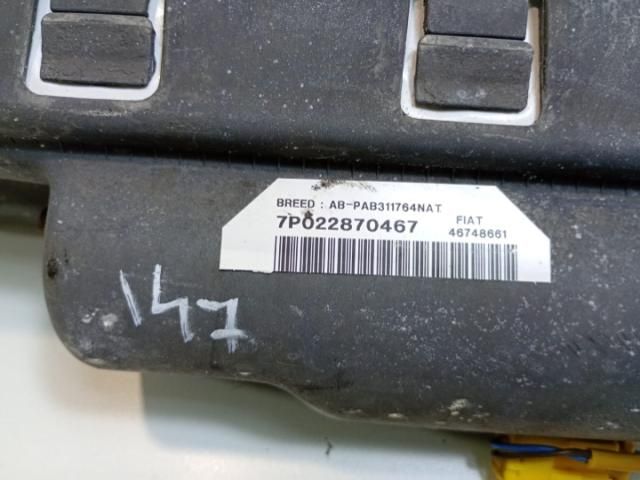 BREED : AB-PAB311764NAT
7P022870467
FIAT
46748661
147